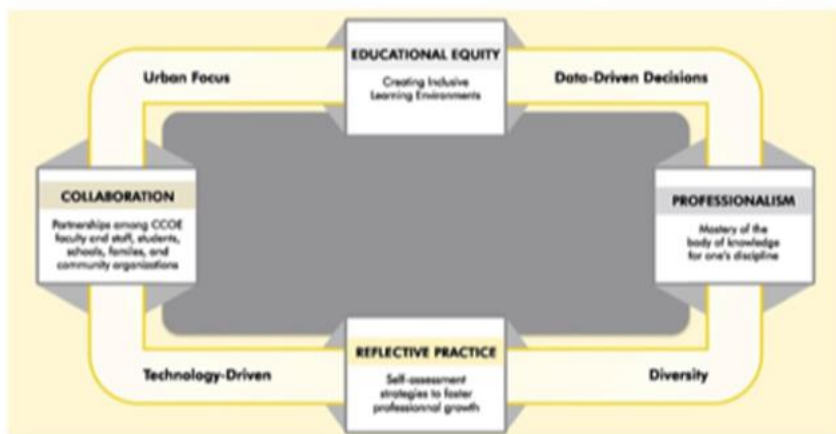 EDUCATIONAL EQUITY
Creating Inclusive
Learning Environments
Urban Focus
Data-Driven Decisions
COLLABORATION
Partnerships among CCOE
faculty and staff, students,
schools, familes, and
community organizations
PROFESSIONALISM
Mastery of the
body of knowledge
for one's discipline
REFLECTIVE PRACTICE
Self-assessment
strategies to foster
professionnal growth
Technology-Driven
Diversity